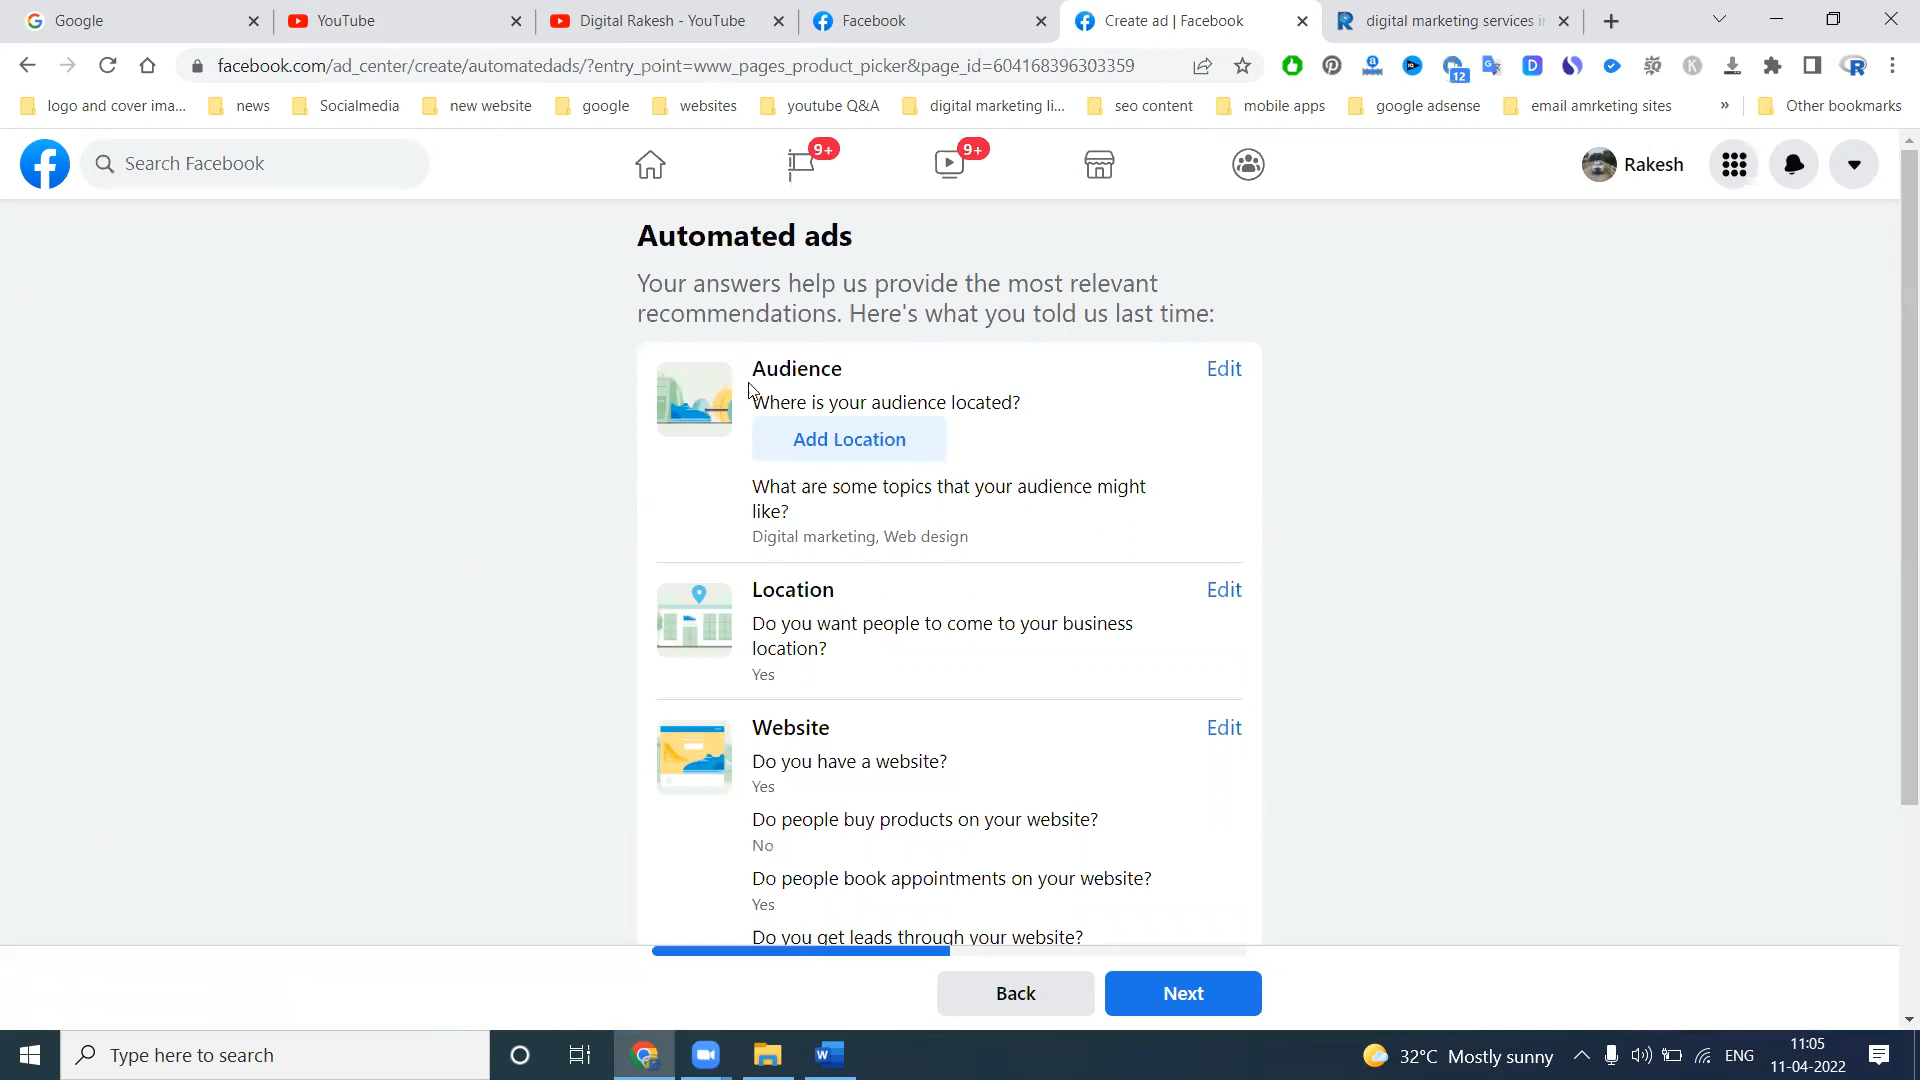 Google
YouTube
Digital Rakesh - YouTube
Facebook
Create ad | Facebook
digital marketing services in
facebook.com/ad_center/create/automatedads/?entry_point=www_pages_product_picker&page_id=604168396303359
12
logo and cover ima...
news
Socialmedia
new website
google
websites
youtube Q&A
digital marketing li...
seo content
mobile apps
google adsense
email amrketing sites
»
Other bookmarks
Search Facebook
9+
9+
Rakesh
Automated ads
Your answers help us provide the most relevant
recommendations. Here's what you told us last time:
Audience
Edit
Where is your audience located?
Add Location
What are some topics that your audience might
like?
Digital marketing, Web design
Location
Edit
Do you want people to come to your business
location?
Yes
Website
Edit
Do you have a website?
Yes
Do people buy products on your website?
No
Do people book appointments on your website?
Yes
Do you get leads through your website?
Back
Next
Type here to search
32°C Mostly sunny
ENG
11:05
11-04-2022